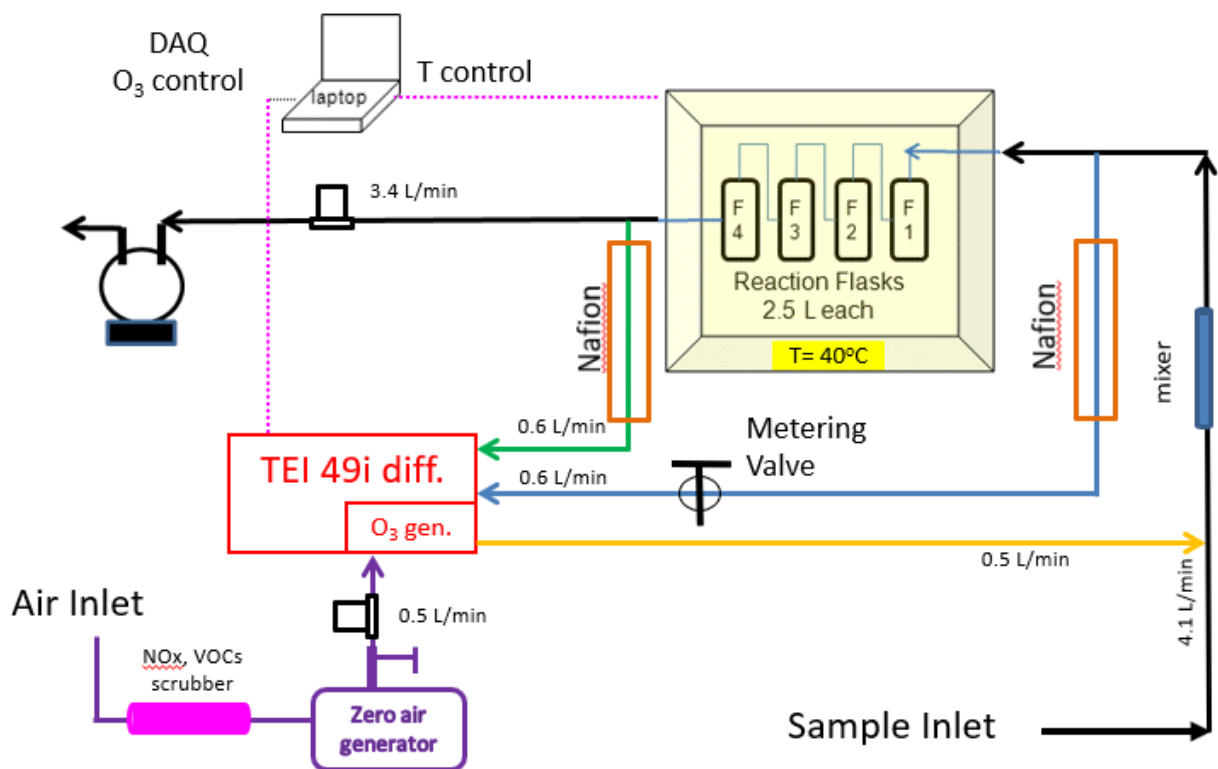 DAQ
O₃ control
T control
laptop
3.4 L/min
F
4
F
3
F
2
F
1
Reaction Flasks
2.5 L each
T= 40ºC
Nafion
Nafion
mixer
0.6 L/min
Metering
Valve
TEI 49i diff.
0.6 L/min
O₃ gen.
0.5 L/min
4.1 L/min
Air Inlet
0.5 L/min
NOx, VOCs
scrubber
Zero air
generator
Sample Inlet